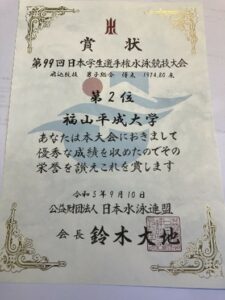 賞状
第99回日本学生選手権水泳競技大会
飛込競技 男子総合 得点 1974.80点
第2位
福山平成大学
あなたは本大会におきまして
優秀な成績を収めたのでその
栄誉を讃えこれを賞します
令和5年9月10日
公益財団法人 日本水泳連盟
会長 鈴木大地